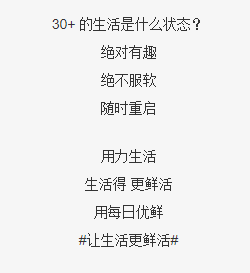 30+ 的生活是什么状态？
绝对有趣
绝不服软
随时重启
用力生活
生活得 更鲜活
用每日优鲜
#让生活更鲜活#